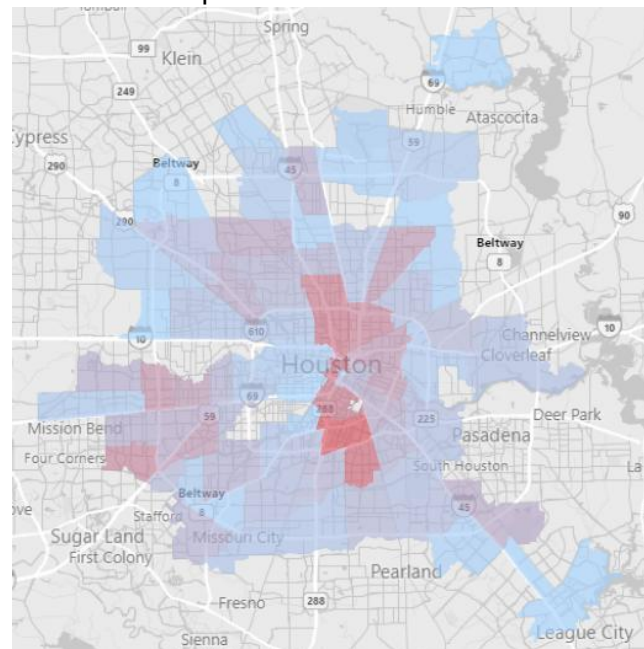 Spring
99
Klein
249
69
Humble
Atascocita
ypress
59
290
Beltway
45
8
90
290
Beltway
8
610
10
10
Channelview
Houston
Cloverleaf
69
288
Deer Park
59
225
Mission Bend
Pasadena
Four Corners
South Houston
La
Beltway
45
ove
Stafford
8
Sugar Land
Missouri City
First Colony
Pearland
Fresno
288
League City
Sienna